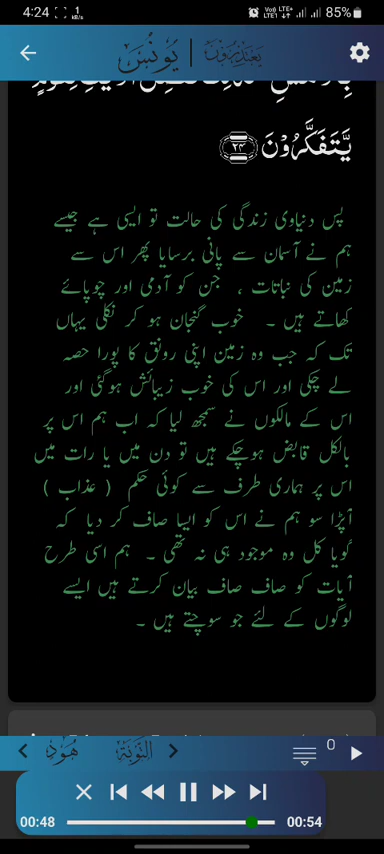 4:24 1 kB/s Vo) LTE+ LTE1 85%
يَعْتَذِرُونَ | يُونُس
يَّتَفَكَّرُوْنَ ﴿۲۴﴾
پس دنیاوی زندگی کی حالت تو ایسی ہے جیسے
ہم نے آسمان سے پانی برسایا پھر اس سے
زمین کی نباتات ، جن کو آدمی اور چوپائے
کھاتے ہیں ۔ خوب گنجان ہو کر نکلی یہاں
تک کہ جب وہ زمین اپنی رونق کا پورا حصہ
لے چکی اور اس کی خوب زیبائش ہوگئی اور
اس کے مالکوں نے سمجھ لیا کہ اب ہم اس پر
بالکل قابض ہوچکے ہیں تو دن میں یا رات میں
اس پر ہماری طرف سے کوئی حکم ( عذاب )
آپڑا سو ہم نے اس کو ایسا صاف کر دیا کہ
گویا کل وہ موجود ہی نہ تھی ۔ ہم اسی طرح
آیات کو صاف صاف بیان کرتے ہیں ایسے
لوگوں کے لئے جو سوچتے ہیں ۔
هُود التَّوْبَة 0
00:48 00:54